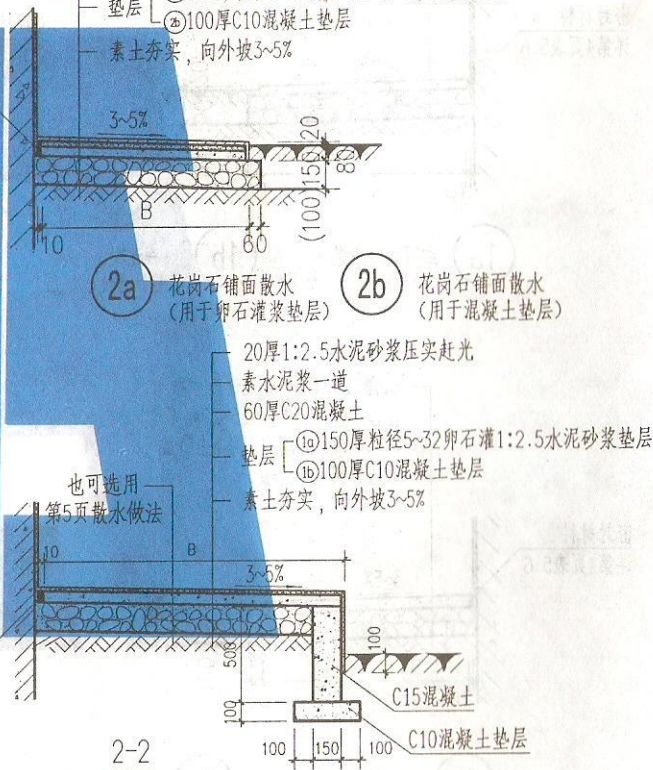 垫层
2b 100厚C10混凝土垫层
素土夯实，向外坡3~5%
3~5%
20
80
(100)150
B
10
60
2a 花岗石铺面散水
(用于卵石灌浆垫层)
2b 花岗石铺面散水
(用于混凝土垫层)
20厚1:2.5水泥砂浆压实赶光
素水泥浆一道
60厚C20混凝土
垫层
1a 150厚粒径5~32卵石灌1:2.5水泥砂浆垫层
1b 100厚C10混凝土垫层
素土夯实，向外坡3~5%
也可选用
第5页散水做法
10
B
3~5%
500
100
100
C15混凝土
C10混凝土垫层
100 150 100
2-2